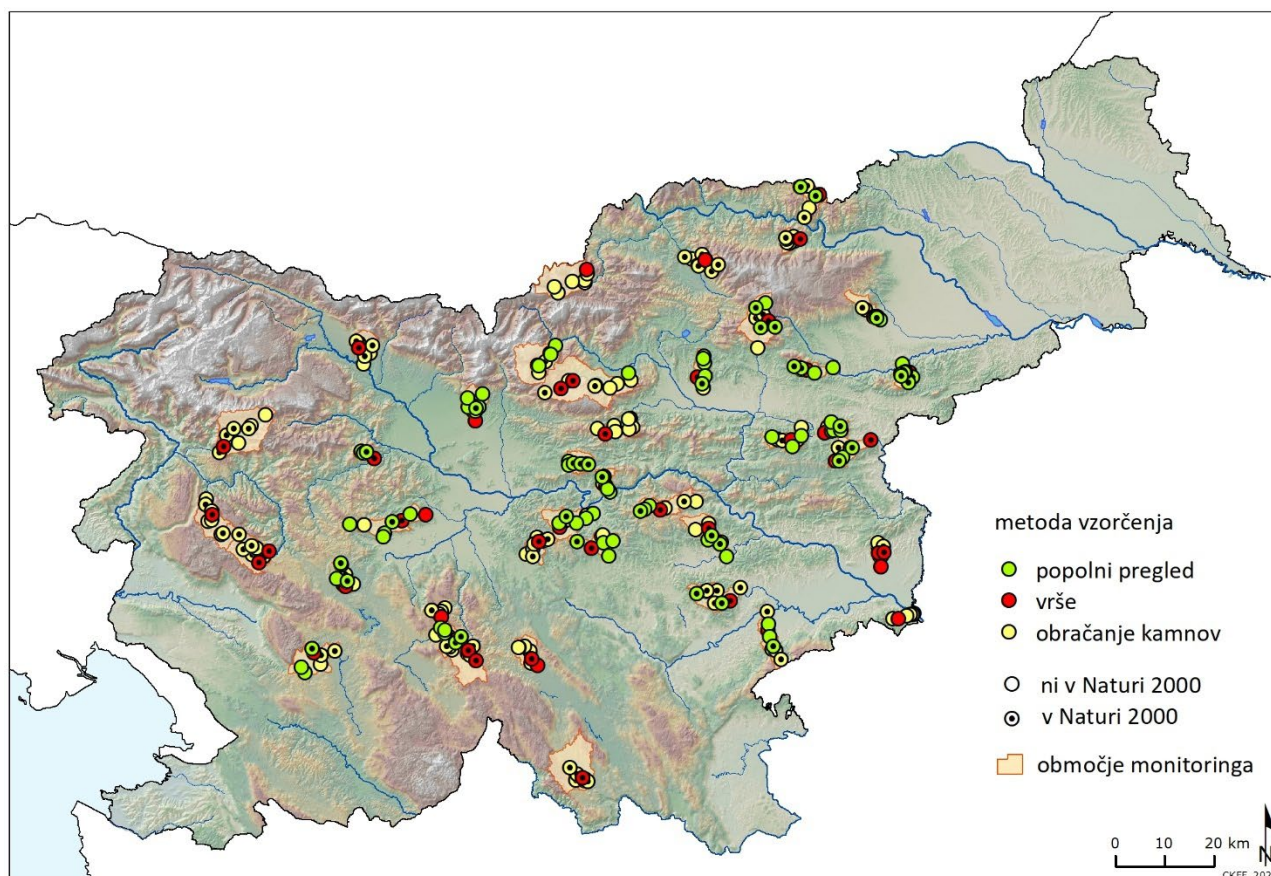 metoda vzorčenja
popolni pregled
vrše
obračanje kamnov
ni v Naturi 2000
v Naturi 2000
območje monitoringa
0 10 20 km
N